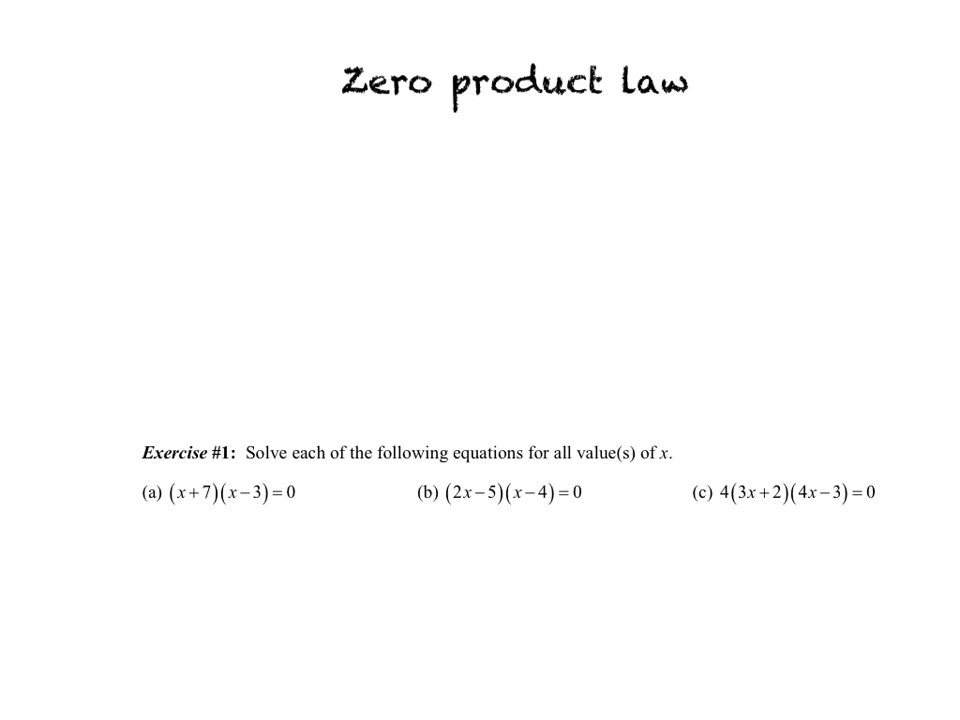 Zero product law
Exercise #1: Solve each of the following equations for all value(s) of x.
(a) (x+7)(x−3)=0 (b) (2x−5)(x−4)=0 (c) 4(3x+2)(4x−3)=0